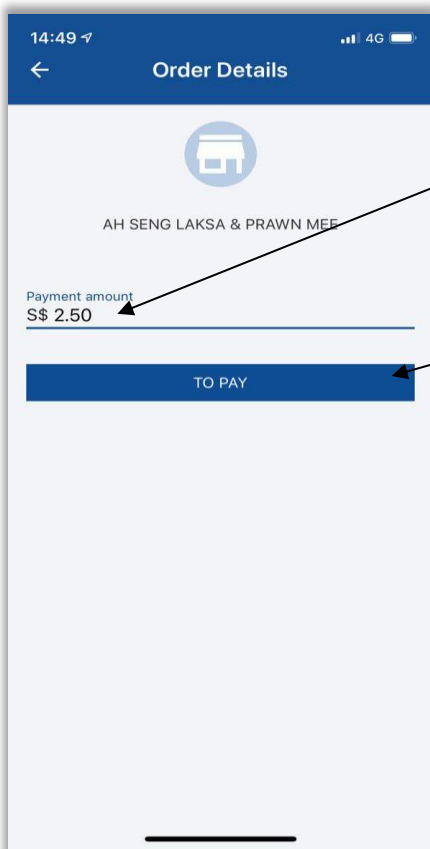 14:49
4G
Order Details
AH SENG LAKSA & PRAWN MEE
Payment amount
S$ 2.50
TO PAY